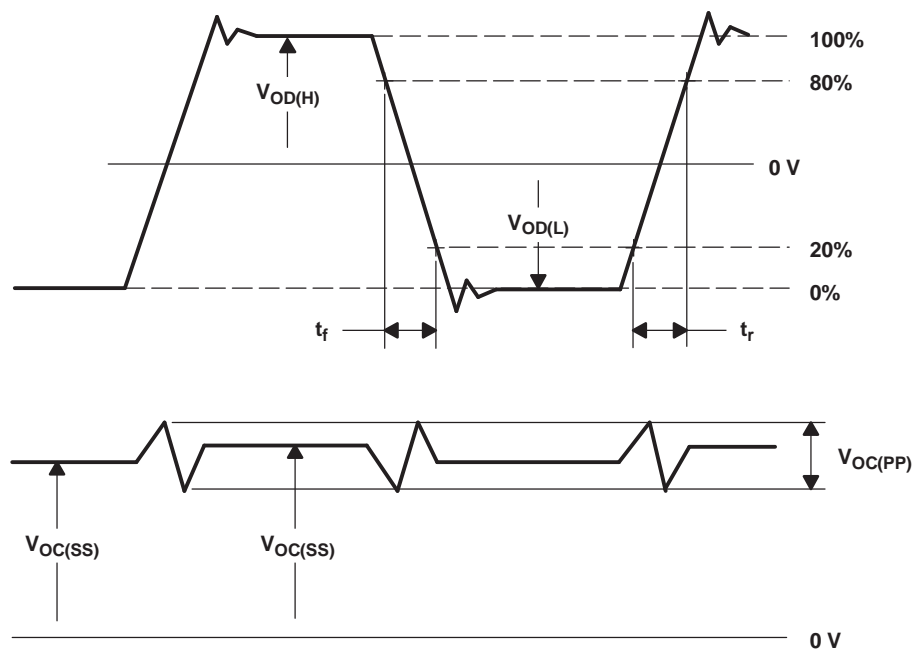 100%
80%
V_OD(H)
0 V
V_OD(L)
20%
0%
t_f
t_r
V_OC(PP)
V_OC(SS)
V_OC(SS)
0 V